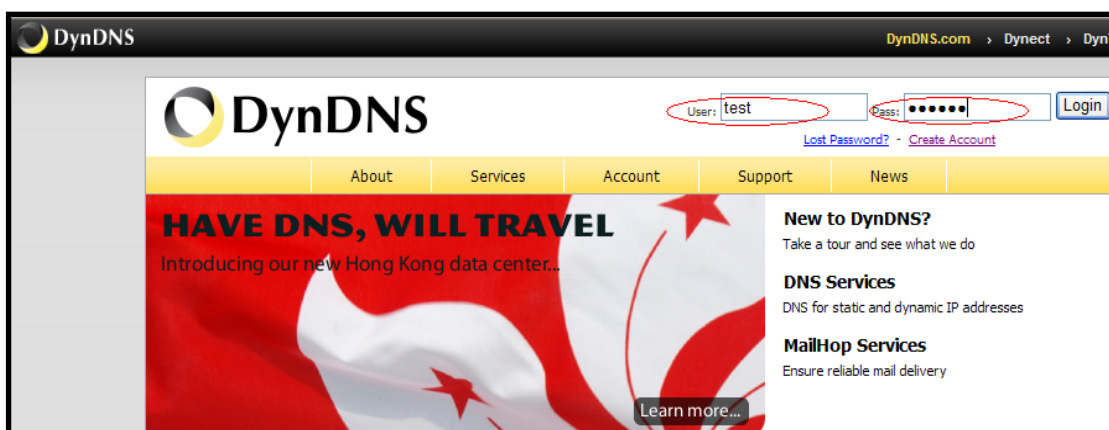 DynDNS
DynDNS.com › Dynect ›
DynDNS
User: test Pass: ●●●●●● Login
Lost Password? - Create Account
About Services Account Support News
HAVE DNS, WILL TRAVEL
Introducing our new Hong Kong data center...
Learn more...
New to DynDNS?
Take a tour and see what we do
DNS Services
DNS for static and dynamic IP addresses
MailHop Services
Ensure reliable mail delivery